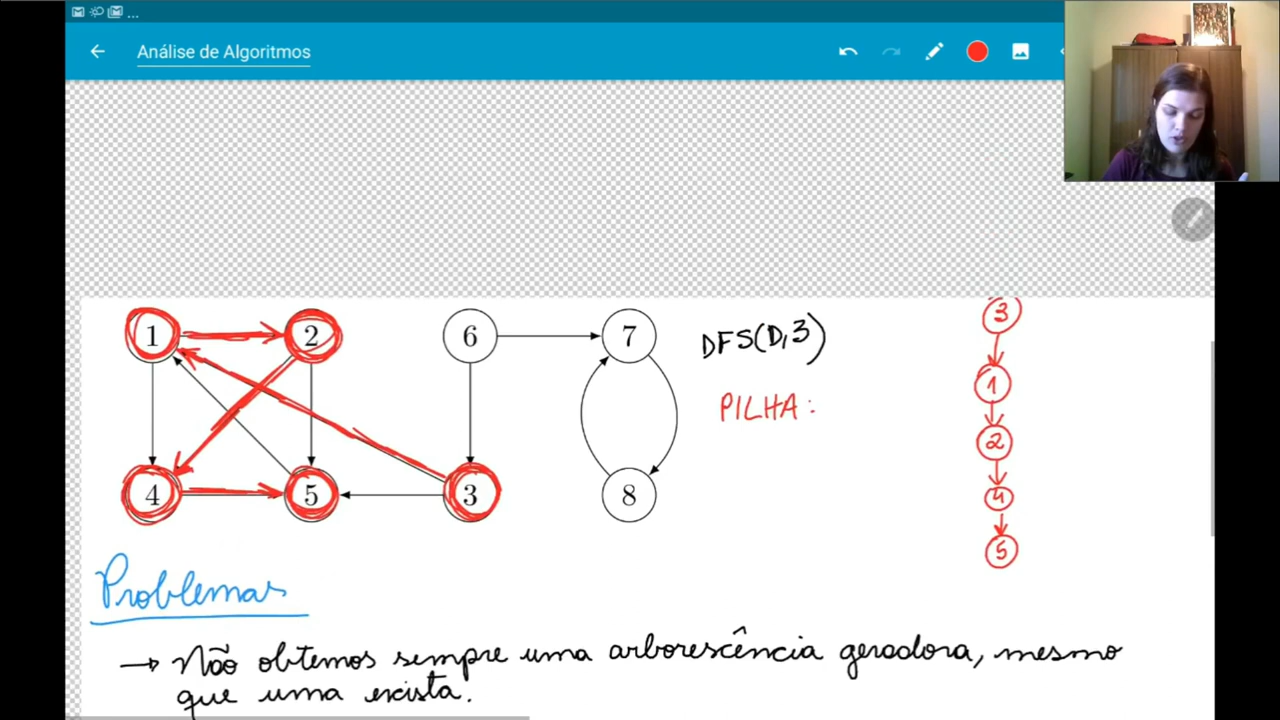 ...
Análise de Algoritmos
1 2 6 7 DFS(D,3)
PILHA:
4 5 3 8
3
1
2
4
5
Problemas
→ Não obtemos sempre uma arborescência geradora, mesmo
que uma exista.